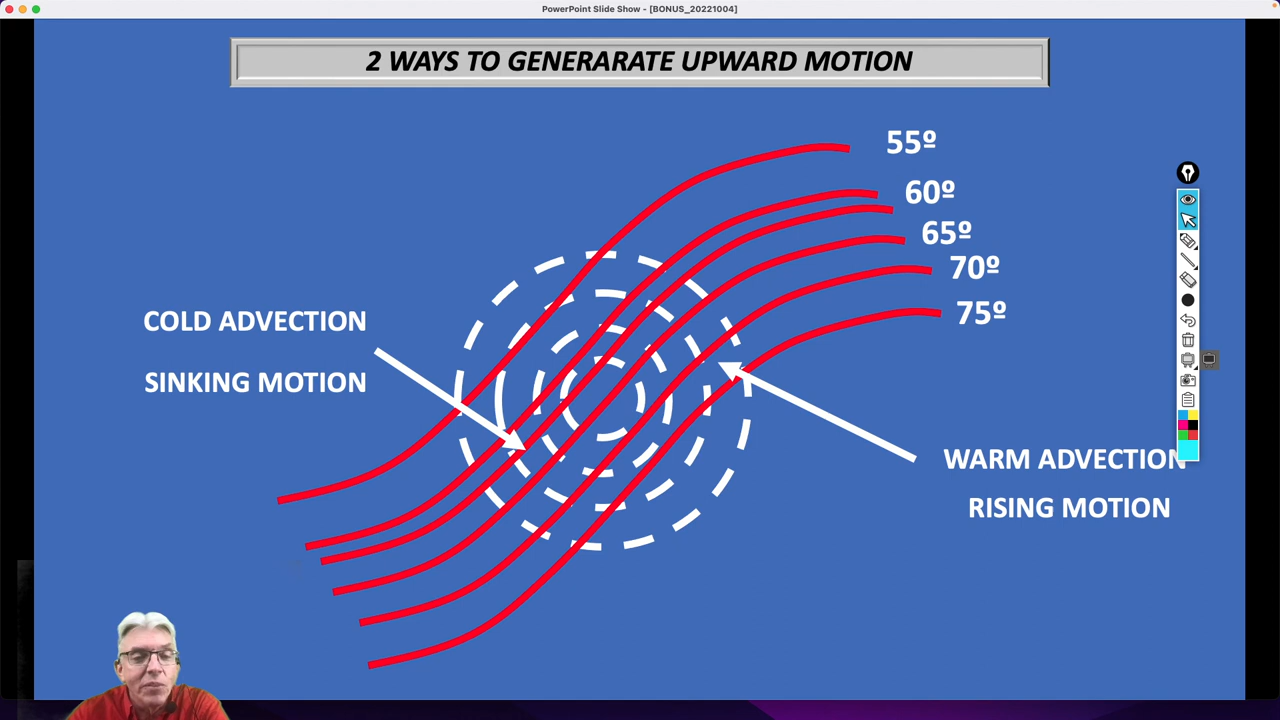 PowerPoint Slide Show - [BONUS_20221004]
2 WAYS TO GENERARATE UPWARD MOTION
55º
60º
65º
70º
75º
COLD ADVECTION
SINKING MOTION
WARM ADVECTION
RISING MOTION